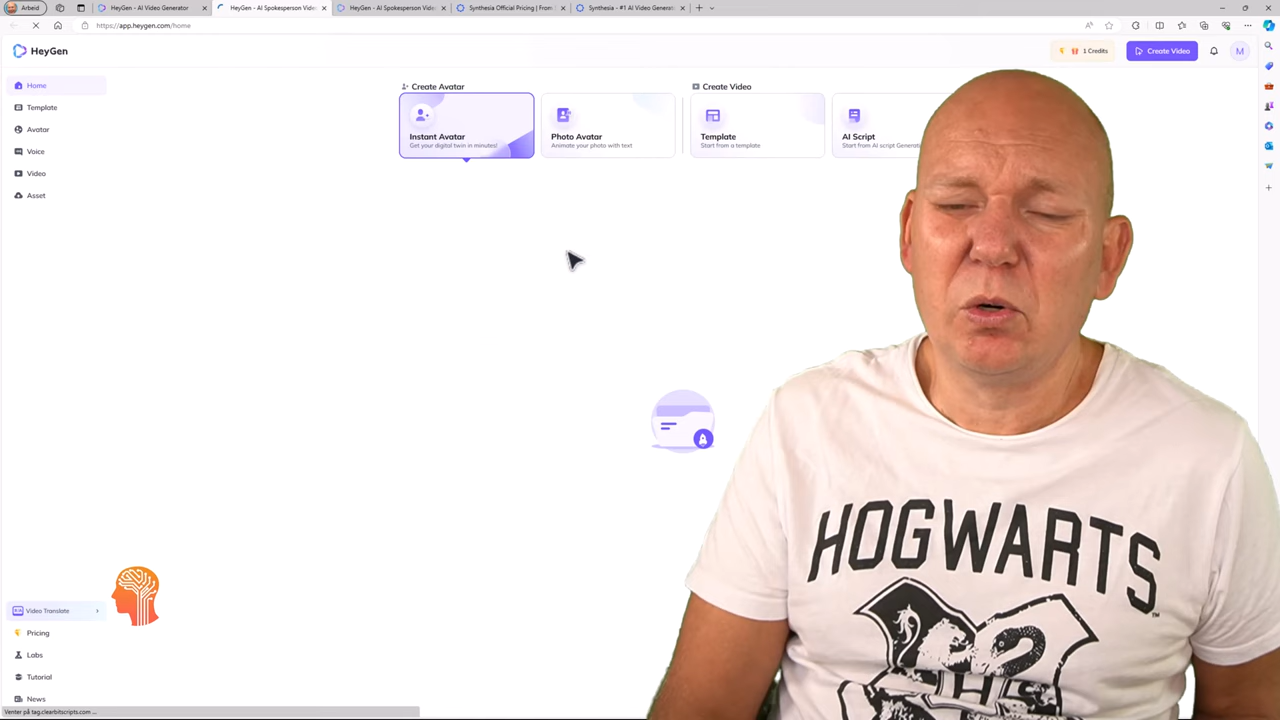 Arbeid
HeyGen - AI Video Generator
HeyGen - AI Spokesperson Vide
HeyGen - AI Spokesperson Vide
Synthesia Official Pricing | From
Synthesia - #1 AI Video Generat
https://app.heygen.com/home
HeyGen
1 Credits
Create Video
M
Home
Template
Avatar
Voice
Video
Asset
Create Avatar
Create Video
Instant Avatar
Get your digital twin in minutes!
Photo Avatar
Animate your photo with text
Template
Start from a template
AI Script
Start from AI script Generati
HOGWARTS
TM
H
Video Translate
Pricing
Labs
Tutorial
News
Venter på tag.clearbitscripts.com ...